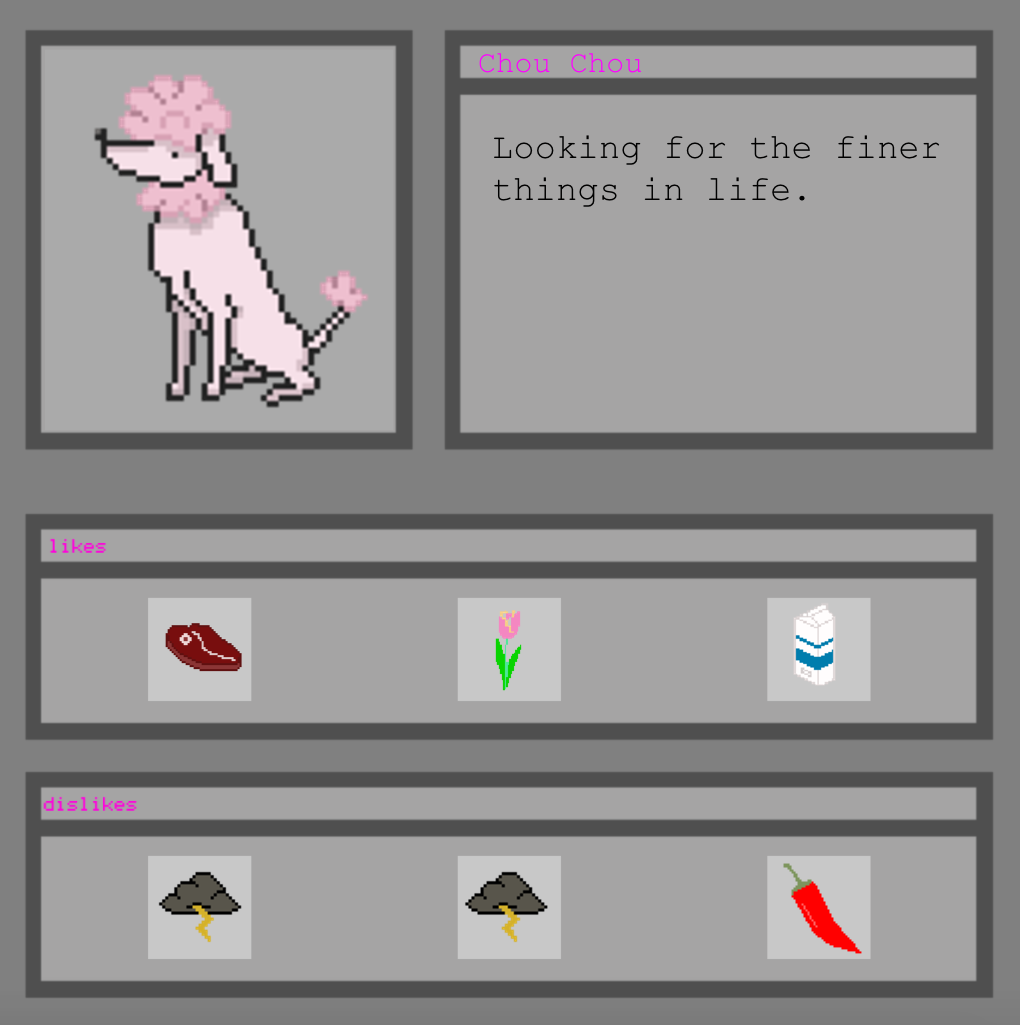 Chou Chou
Looking for the finer
things in life.
likes
dislikes